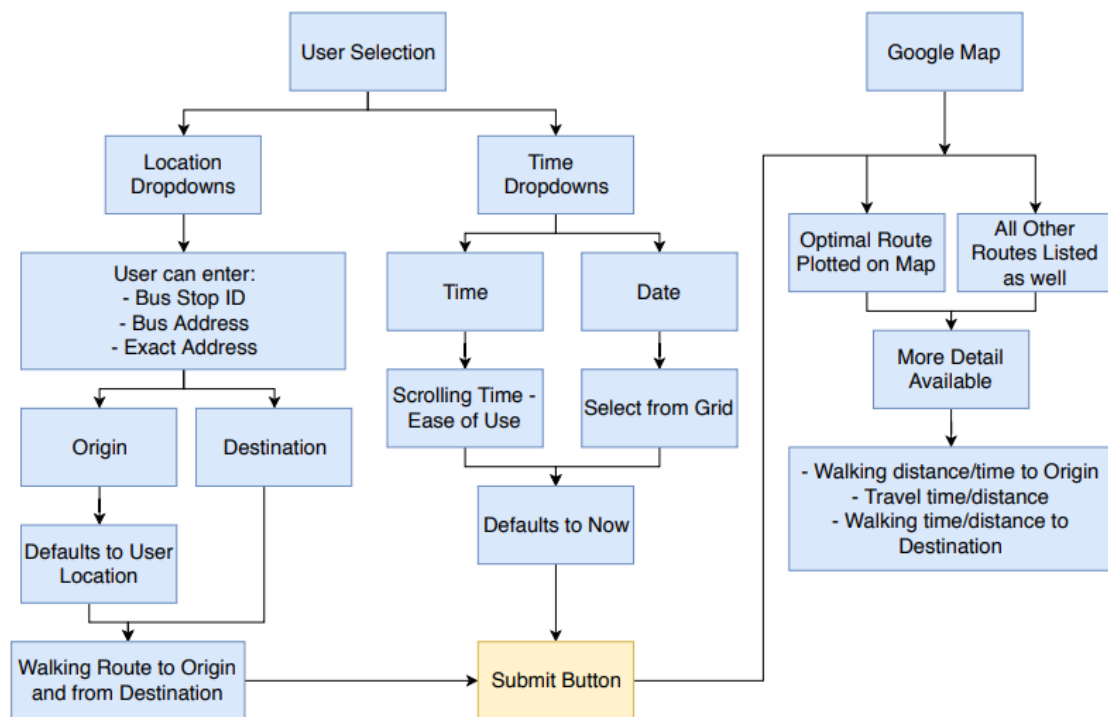 User Selection
Google Map
Location
Dropdowns
Time
Dropdowns
User can enter:
- Bus Stop ID
- Bus Address
- Exact Address
Time
Date
Optimal Route
Plotted on Map
All Other
Routes Listed
as well
Origin
Destination
Scrolling Time -
Ease of Use
Select from Grid
More Detail
Available
Defaults to User
Location
Defaults to Now
- Walking distance/time to Origin
- Travel time/distance
- Walking time/distance to
Destination
Walking Route to Origin
and from Destination
Submit Button